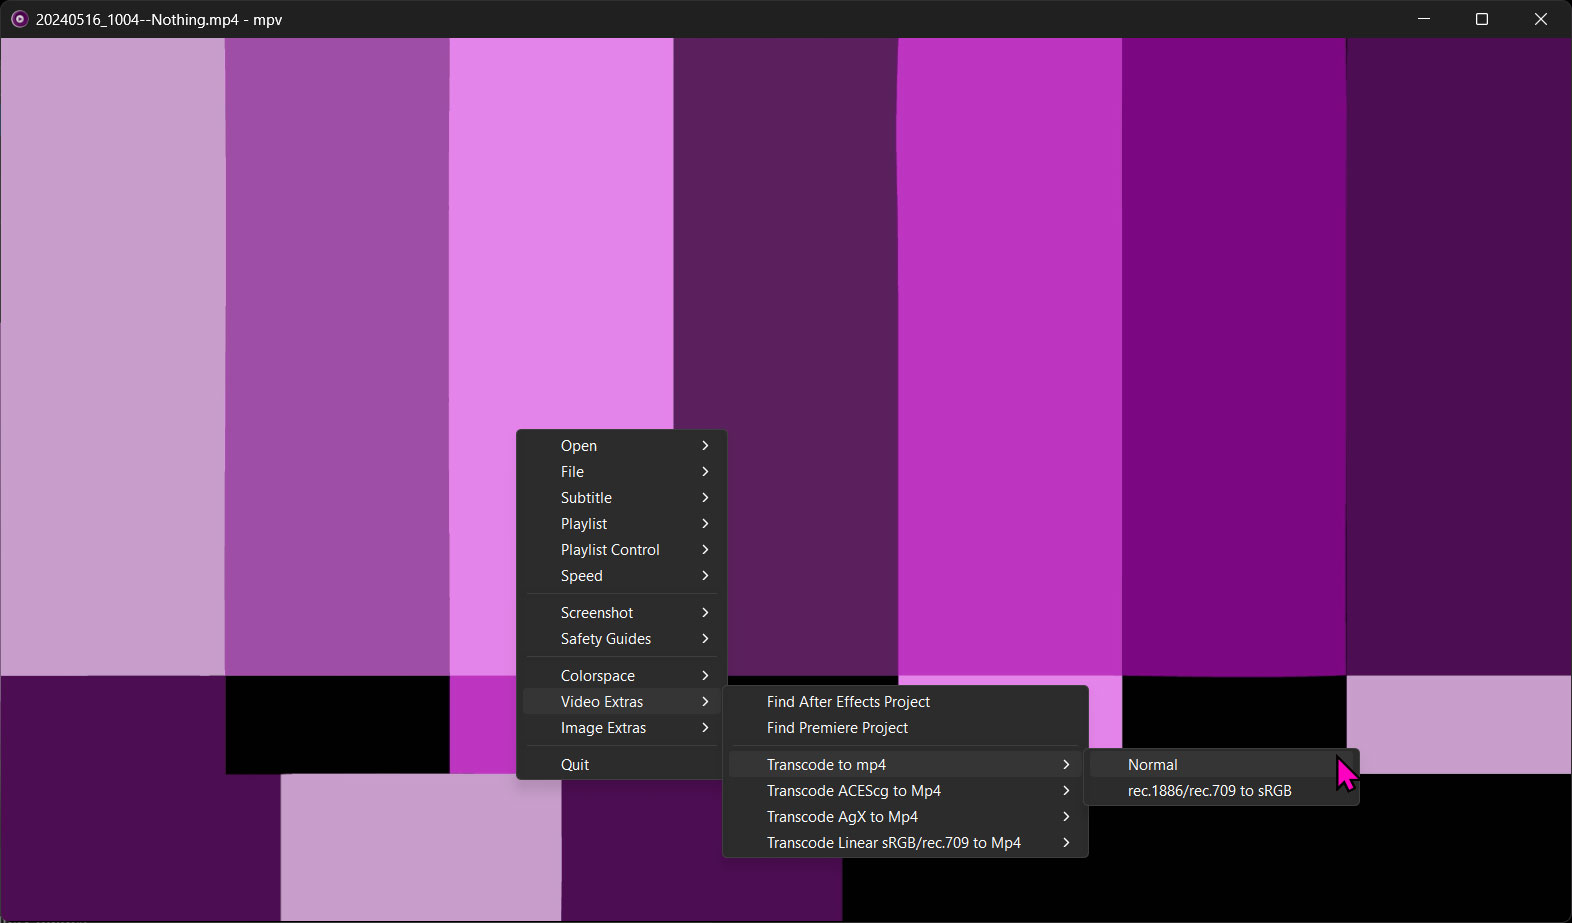 20240516_1004--Nothing.mp4 - mpv
Open
File
Subtitle
Playlist
Playlist Control
Speed
Screenshot
Safety Guides
Colorspace
Video Extras
Image Extras
Quit
Find After Effects Project
Find Premiere Project
Transcode to mp4
Transcode ACEScg to Mp4
Transcode AgX to Mp4
Transcode Linear sRGB/rec.709 to Mp4
Normal
rec.1886/rec.709 to sRGB